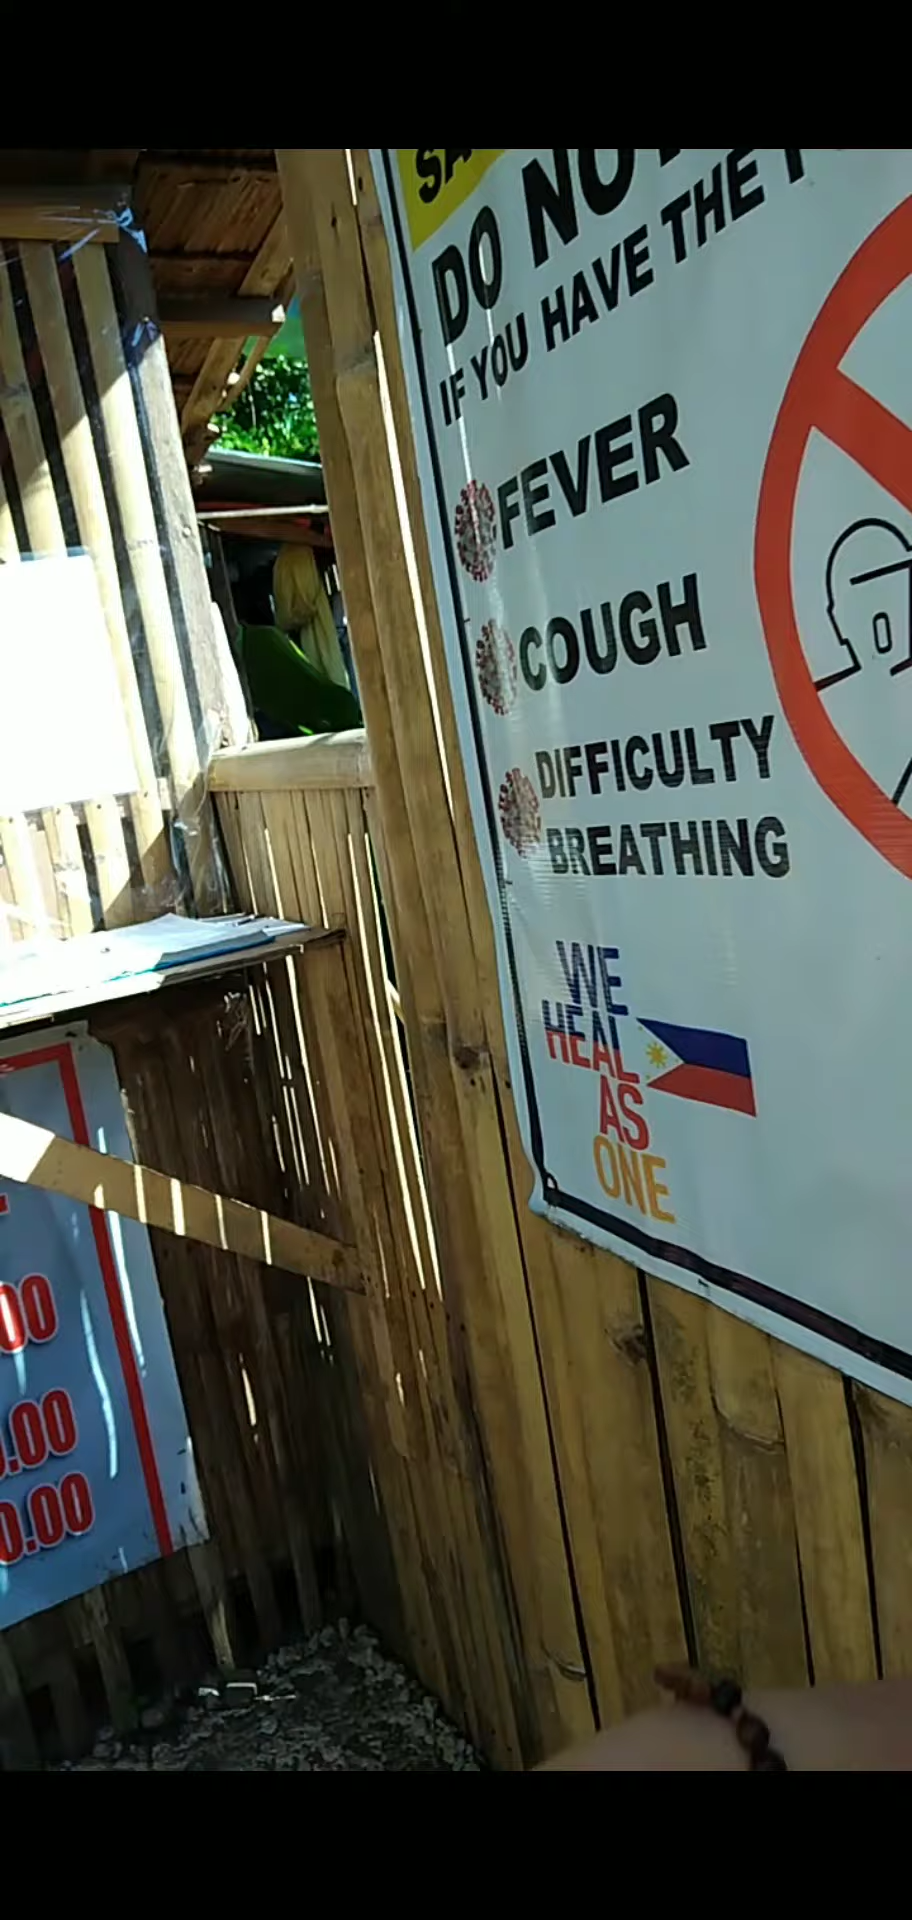 DO NO
IF YOU HAVE THE
FEVER
COUGH
DIFFICULTY
BREATHING
WE
HEAL
AS
ONE
00
.00
0.00